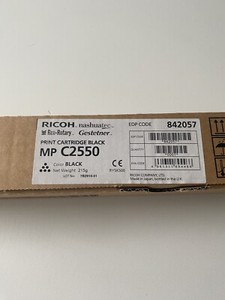 RICOH nashuatec
Rex-Rotary Gestetner
EDP CODE 842057
PRINT CARTRIDGE BLACK
MP C2550
Color BLACK
Net Weight 215g
CE
RICOH COMPANY, LTD.